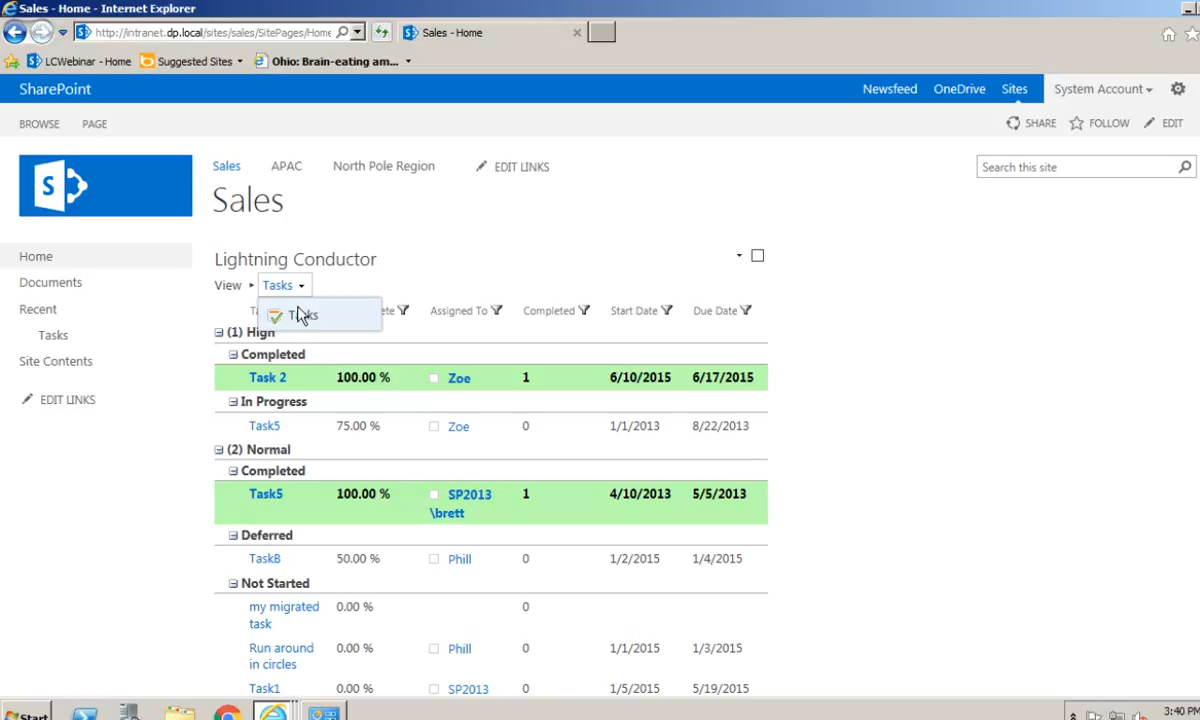 Sales - Home - Internet Explorer
http://intranet.dp.local/sites/sales/SitePages/Home
Sales - Home
LCWebinar - Home
Suggested Sites
Ohio: Brain-eating am...
SharePoint
Newsfeed
OneDrive
Sites
System Account
BROWSE
PAGE
SHARE
FOLLOW
EDIT
S
Sales
APAC
North Pole Region
EDIT LINKS
Search this site
Sales
Home
Documents
Recent
Tasks
Site Contents
EDIT LINKS
Lightning Conductor
View
Tasks
Tasks
Assigned To
Completed
Start Date
Due Date
(1) High
Completed
Task 2 100.00 % Zoe 1 6/10/2015 6/17/2015
In Progress
Task5 75.00 % Zoe 0 1/1/2013 8/22/2013
(2) Normal
Completed
Task5 100.00 % SP2013 1 4/10/2013 5/5/2013
\brett
Deferred
TaskB 50.00 % Phill 0 1/2/2015 1/4/2015
Not Started
my migrated 0.00 % 0
task
Run around 0.00 % Phill 0 1/1/2015 1/3/2015
in circles
Task1 0.00 % SP2013 0 1/5/2015 5/19/2015
Start
3:40 PM